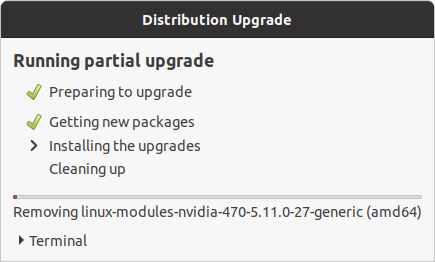 Distribution Upgrade
Running partial upgrade
Preparing to upgrade
Getting new packages
Installing the upgrades
Cleaning up
Removing linux-modules-nvidia-470-5.11.0-27-generic (amd64)
Terminal